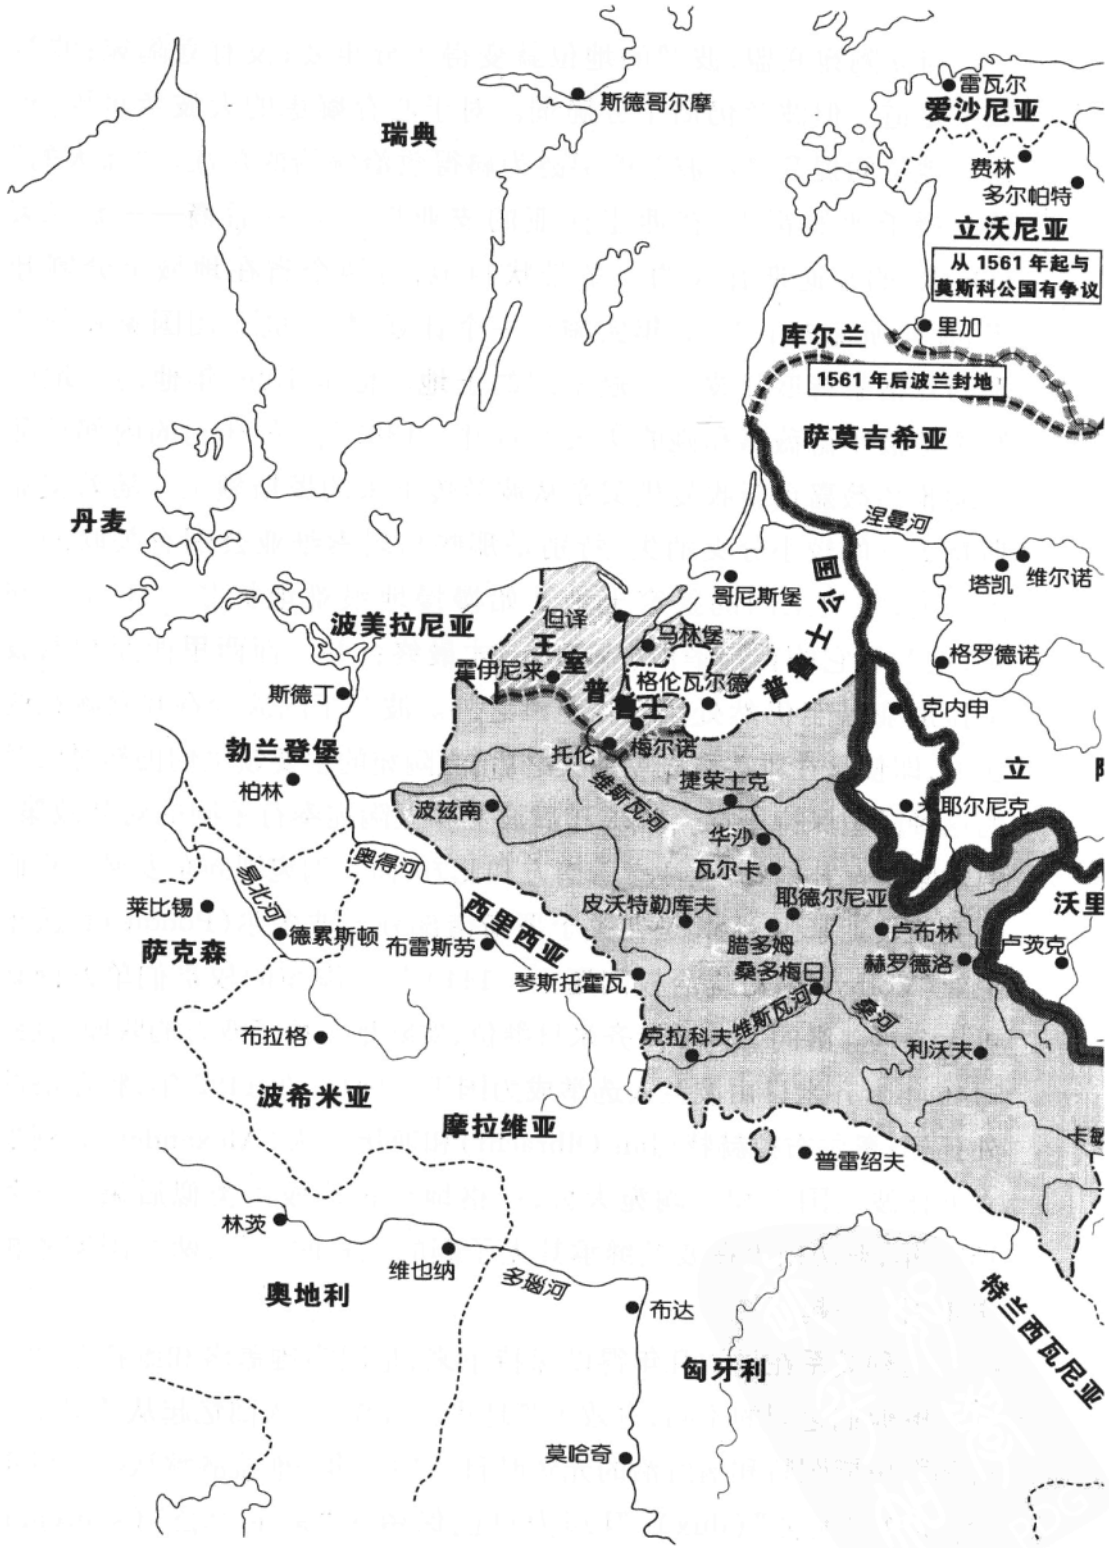 斯德哥尔摩
雷瓦尔
爱沙尼亚
瑞典
费林
多尔帕特
立沃尼亚
从 1561 年起与
莫斯科公国有争议
里加
库尔兰
1561 年后波兰封地
萨莫吉希亚
丹麦
涅曼河
塔凯
维尔诺
哥尼斯堡
普鲁士公国
但译
马林堡
波美拉尼亚
王室普鲁士
霍伊尼来
格伦瓦尔德
格罗德诺
斯德丁
克内申
勃兰登堡
托伦
梅尔诺
柏林
维斯瓦河
捷荣士克
立
波兹南
米耶尔尼克
华沙
奥得河
瓦尔卡
易北河
莱比锡
西里西亚
皮沃特勒库夫
耶德尔尼亚
沃里
萨克森
德累斯顿
布雷斯劳
腊多姆
卢布林
卢茨克
琴斯托霍瓦
桑多梅日
赫罗德洛
布拉格
克拉科夫
维斯瓦河
桑河
利沃夫
波希米亚
摩拉维亚
普雷绍夫
林茨
维也纳
多瑙河
奥地利
布达
特兰西瓦尼亚
匈牙利
莫哈奇